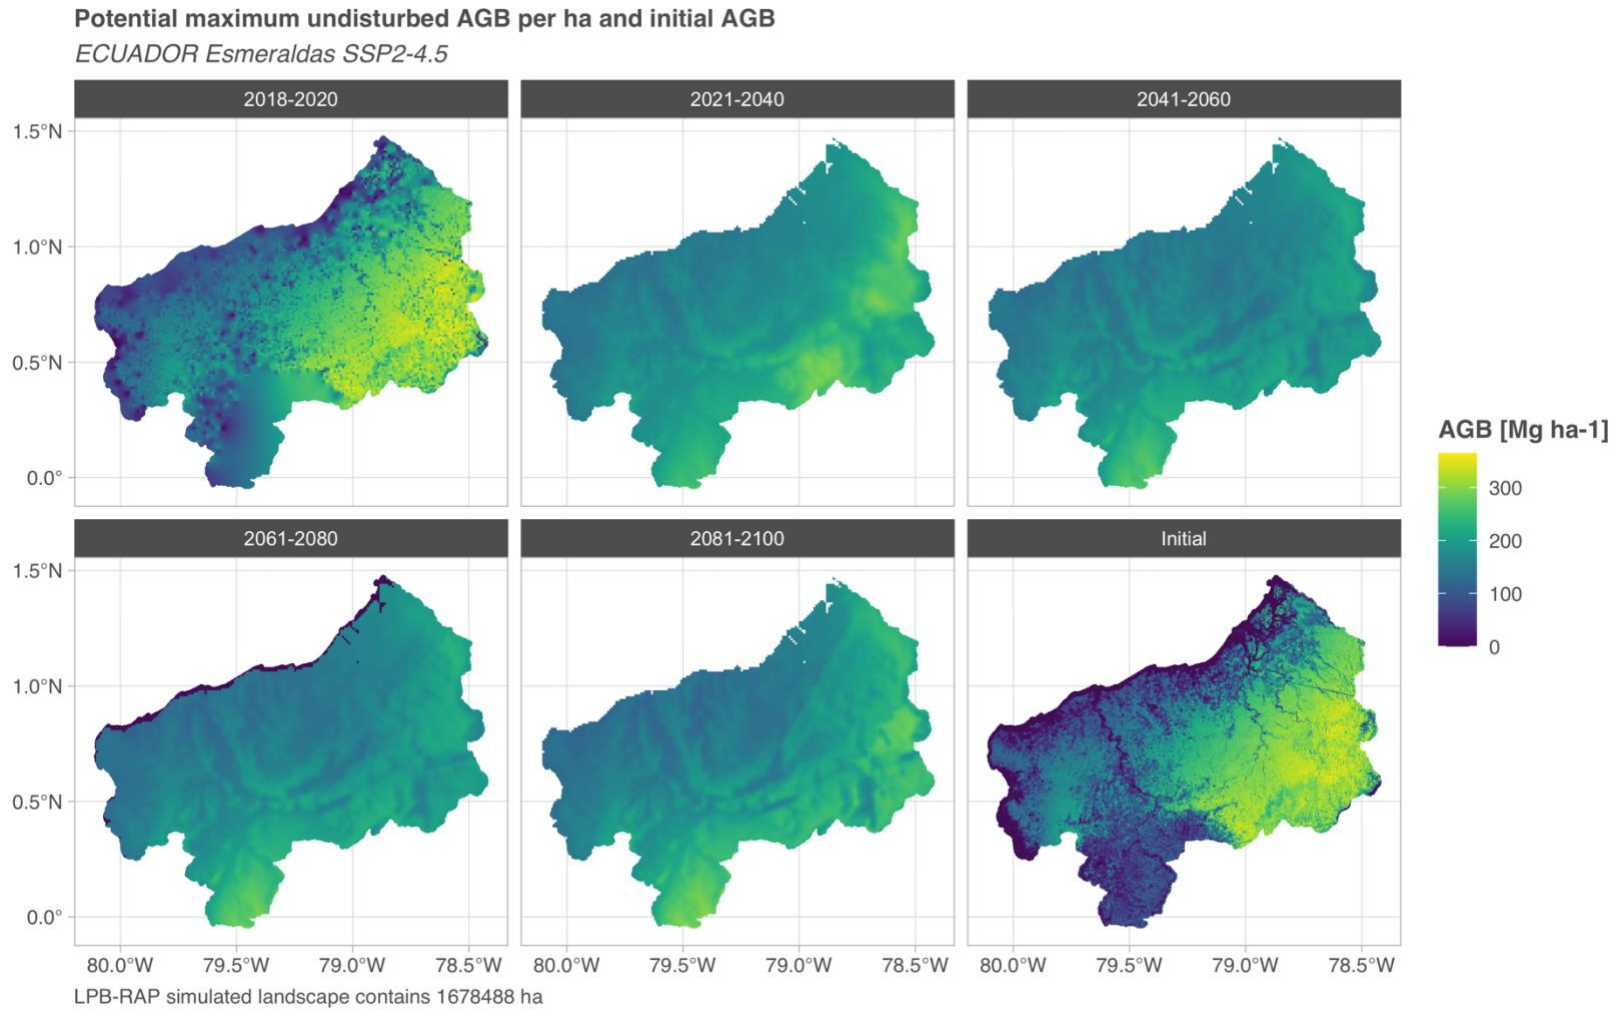 Potential maximum undisturbed AGB per ha and initial AGB
ECUADOR Esmeraldas SSP2-4.5
2018-2020
2021-2040
2041-2060
1.5°N
1.0°N
0.5°N
0.0°
AGB [Mg ha-1]
300
200
100
0
2061-2080
2081-2100
Initial
1.5°N
1.0°N
0.5°N
0.0°
80.0°W 79.5°W 79.0°W 78.5°W
80.0°W 79.5°W 79.0°W 78.5°W
80.0°W 79.5°W 79.0°W 78.5°W
LPB-RAP simulated landscape contains 1678488 ha